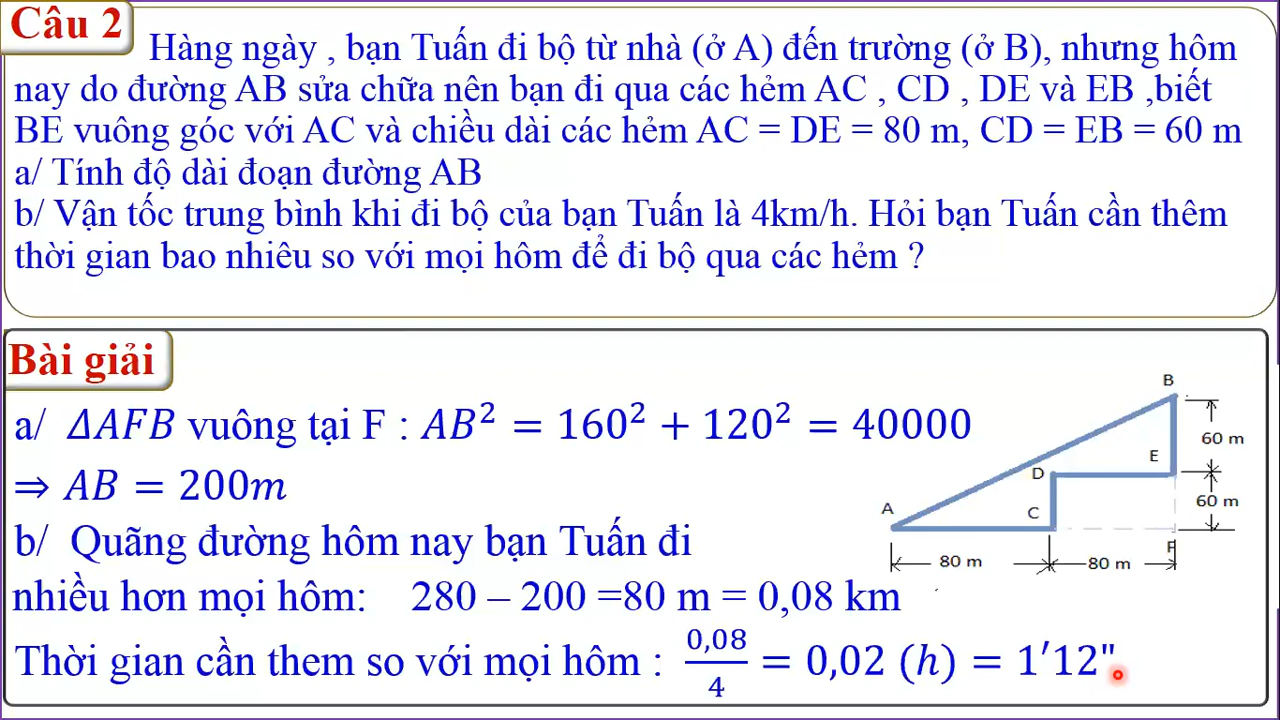 Câu 2
Hàng ngày , bạn Tuấn đi bộ từ nhà (ở A) đến trường (ở B), nhưng hôm
nay do đường AB sửa chữa nên bạn đi qua các hẻm AC , CD , DE và EB ,biết
BE vuông góc với AC và chiều dài các hẻm AC = DE = 80 m, CD = EB = 60 m
a/ Tính độ dài đoạn đường AB
b/ Vận tốc trung bình khi đi bộ của bạn Tuấn là 4km/h. Hỏi bạn Tuấn cần thêm
thời gian bao nhiêu so với mọi hôm để đi bộ qua các hẻm ?
Bài giải
a/ ΔAFB vuông tại F : AB² = 160² + 120² = 40000
⇒ AB = 200m
b/ Quãng đường hôm nay bạn Tuấn đi
nhiều hơn mọi hôm: 280 – 200 =80 m = 0,08 km
Thời gian cần them so với mọi hôm : 0,08/4 = 0,02 (h) = 1′12"
B
60 m
E
D
60 m
A
C
F
80 m
80 m